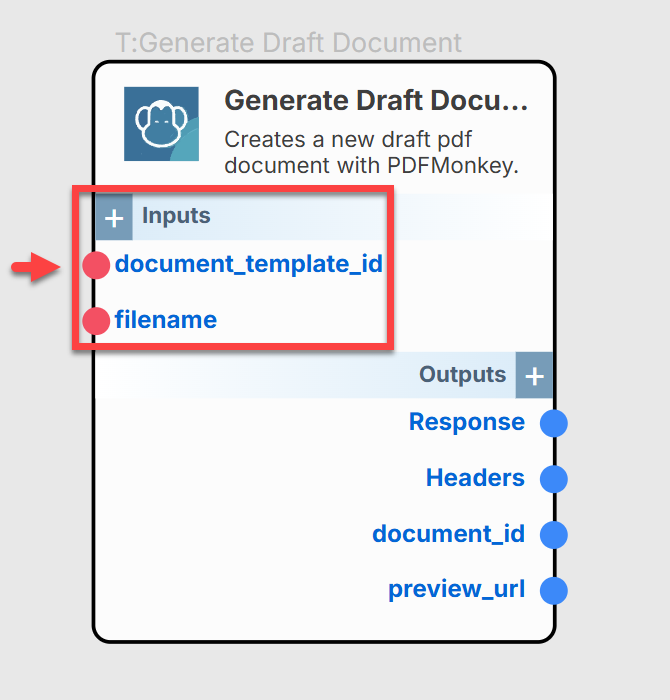 T:Generate Draft Document
Generate Draft Docu...
Creates a new draft pdf
document with PDFMonkey.
+ Inputs
document_template_id
filename
Outputs +
Response
Headers
document_id
preview_url